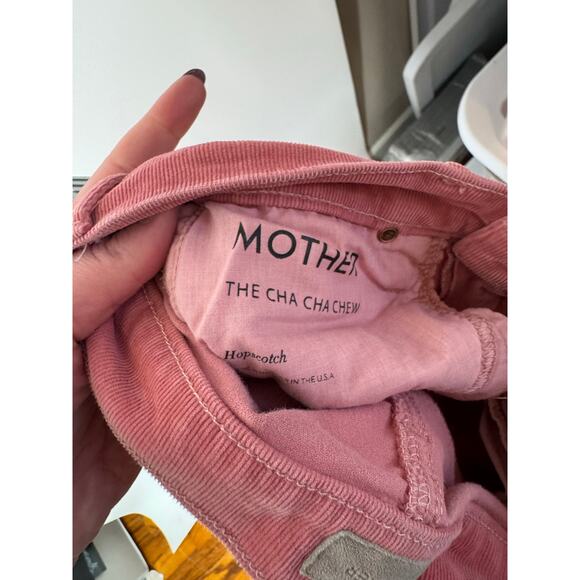 MOTHER
THE CHA CHA CHEW
Hopscotch
IN THE U.S.A